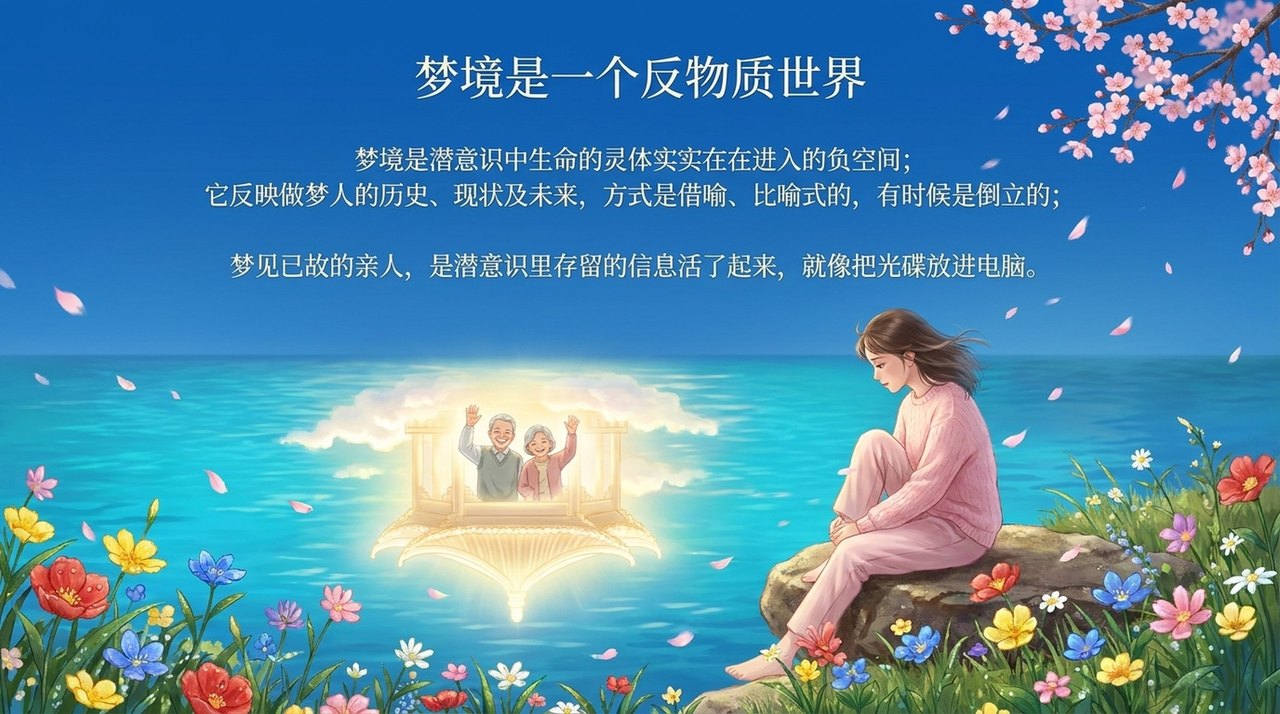 梦境是一个反物质世界
梦境是潜意识中生命的灵体实实在在进入的负空间；
它反映做梦人的历史、现状及未来，方式是借喻、比喻式的，有时候是倒立的；
梦见已故的亲人，是潜意识里存留的信息活了起来，就像把光碟放进电脑。